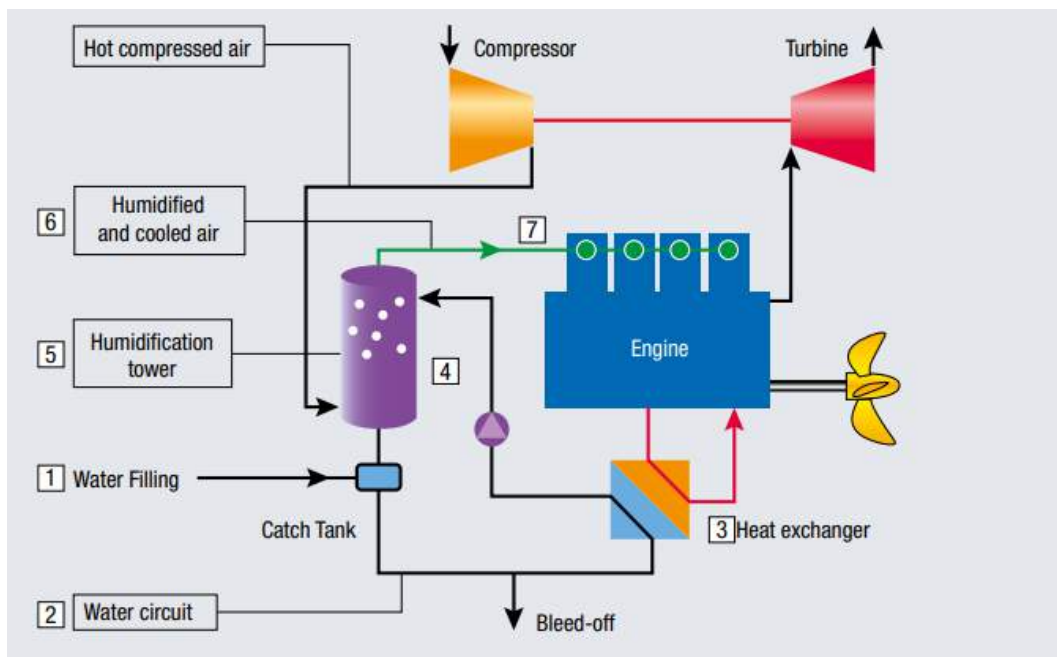 Hot compressed air
Compressor
Turbine
6
Humidified
and cooled air
7
5
Humidification
tower
4
Engine
1 Water Filling
Catch Tank
3 Heat exchanger
2 Water circuit
Bleed-off